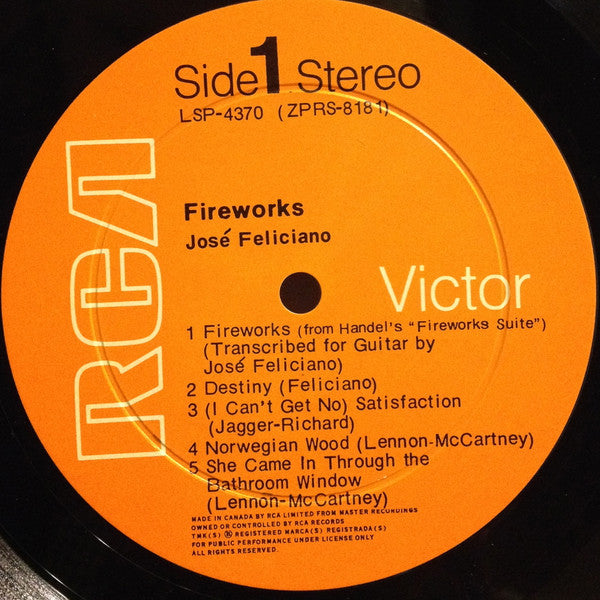 Side 1 Stereo
LSP-4370 (ZPRS-8181)
Fireworks
José Feliciano
RCA
Victor
1 Fireworks (from Handel's "Fireworks Suite")
(Transcribed for Guitar by
José Feliciano)
2 Destiny (Feliciano)
3 (I Can't Get No) Satisfaction
(Jagger-Richard)
4 Norwegian Wood (Lennon-McCartney)
5 She Came In Through the
Bathroom Window
(Lennon-McCartney)
MADE IN CANADA BY RCA LIMITED FROM MASTER RECORDINGS
OWNED OR CONTROLLED BY RCA RECORDS
TMK(S) ® REGISTERED MARCA(S) REGISTRADA(S)
FOR PUBLIC PERFORMANCE UNDER LICENSE ONLY
ALL RIGHTS RESERVED.